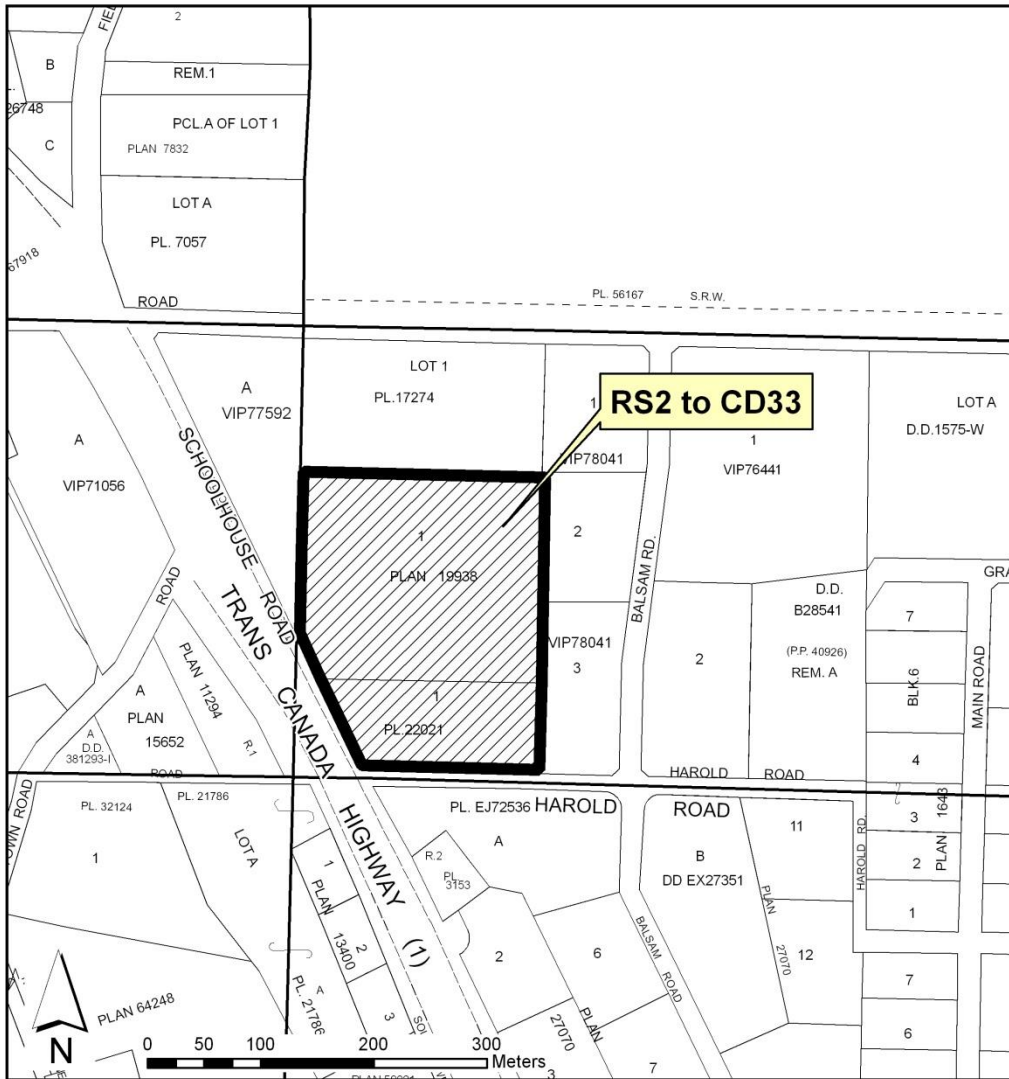 2
FIEL
B
REM.1
26748
PCL.A OF LOT 1
C
PLAN 7832
LOT A
PL. 7057
67918
ROAD
PL. 56167
S.R.W.
LOT 1
PL.17274
A
VIP77592
1
RS2 to CD33
LOT A
D.D.1575-W
A
VIP71056
SCHOOLHOUSE ROAD
VIP78041
1
VIP76441
1
PLAN 19938
2
BALSAM RD.
ROAD
TRANS CANADA HIGHWAY (1)
GRA
D.D.
B28541
(P.P. 40926)
REM. A
7
BLK.6
MAIN ROAD
PLAN 11294
R.1
VIP78041
3
2
1
PL.22021
A
PLAN
15652
A
D.D.
381293-I
ROAD
4
HAROLD ROAD
OWN ROAD
PL. 32124
1
PL. 21786
LOT A
PL. EJ72536
HAROLD ROAD
A
R.2
PL.
3153
B
DD EX27351
11
PLAN
27070
HAROLD RD.
3
PLAN 1643
2
1
1
PLAN
13400
2
3
2
6
BALSAM ROAD
12
7
6
A
PL. 21786
PLAN 64248
SO
PLAN
27070
3
7
N
0 50 100 200 300
Meters